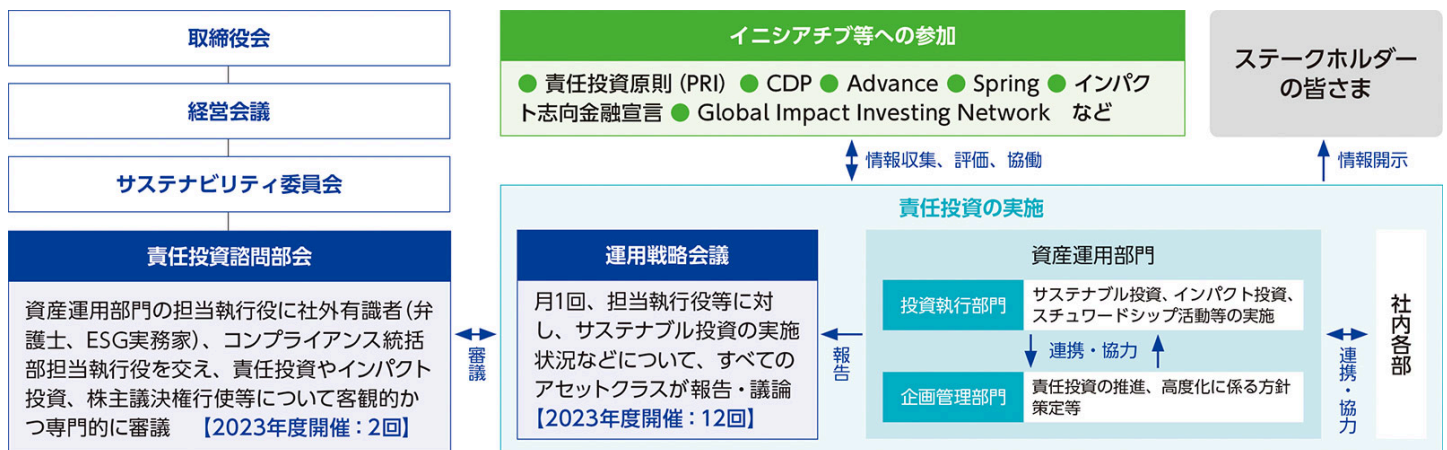 取締役会
経営会議
サステナビリティ委員会
責任投資諮問部会
資産運用部門の担当執行役に社外有識者(弁
護士、ESG実務家)、コンプライアンス統括
部担当執行役を交え、責任投資やインパクト
投資、株主議決権行使等について客観的か
つ専門的に審議 【2023年度開催:2回】
審議
イニシアチブ等への参加
● 責任投資原則 (PRI) ● CDP ● Advance ● Spring ● インパク
ト志向金融宣言 ● Global Impact Investing Network など
ステークホルダー
の皆さま
情報収集、評価、協働
情報開示
責任投資の実施
運用戦略会議
月1回、担当執行役等に対
し、サステナブル投資の実施
状況などについて、すべての
アセットクラスが報告・議論
【2023年度開催:12回】
報告
資産運用部門
投資執行部門
サステナブル投資、インパクト投資、
スチュワードシップ活動等の実施
連携・協力
企画管理部門
責任投資の推進、高度化に係る方針
策定等
連携・協力
社内各部